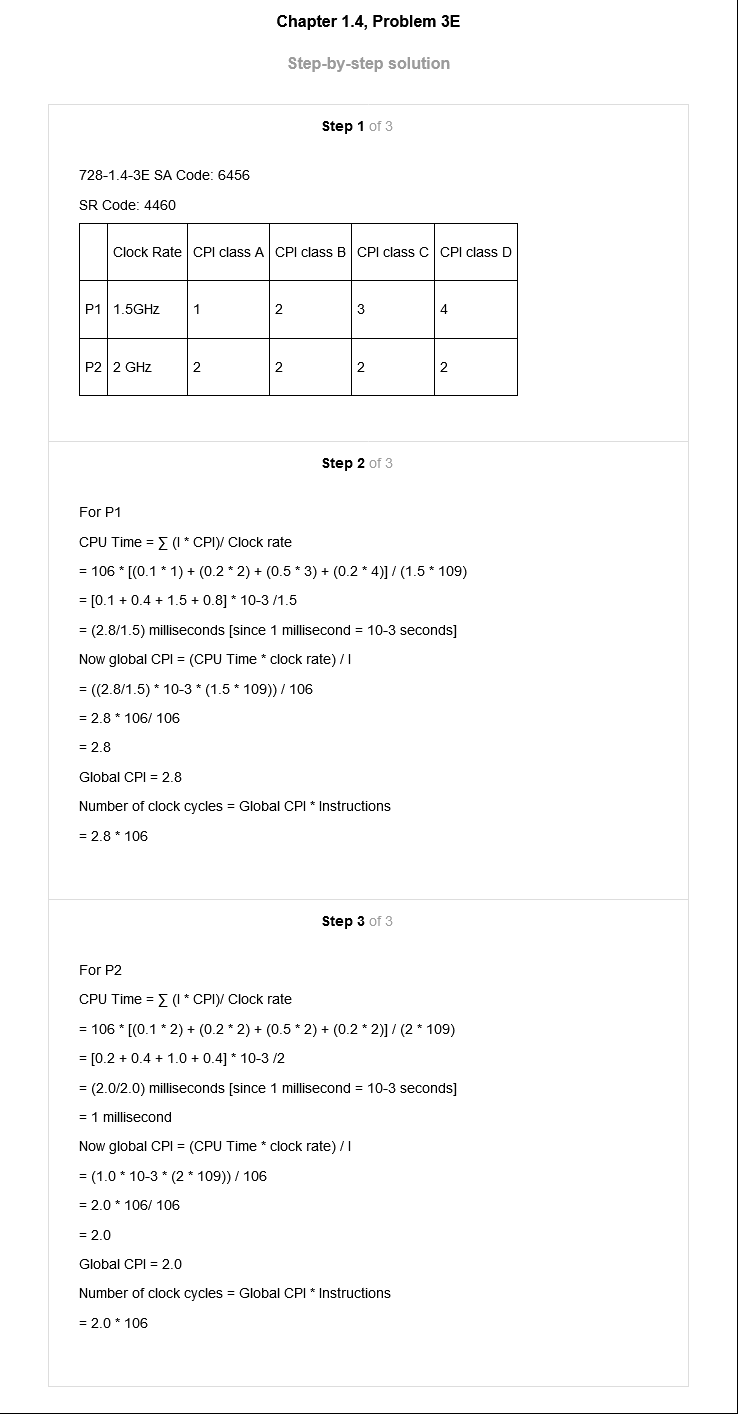 Chapter 1.4, Problem 3E
Step-by-step solution
Step 1 of 3
728-1.4-3E SA Code: 6456
SR Code: 4460
Clock Rate CPI class A CPI class B CPI class C CPI class D
P1 1.5GHz 1 2 3 4
P2 2 GHz 2 2 2 2
Step 2 of 3
For P1
CPU Time = ∑ (I * CPI)/ Clock rate
= 106 * [(0.1 * 1) + (0.2 * 2) + (0.5 * 3) + (0.2 * 4)] / (1.5 * 109)
= [0.1 + 0.4 + 1.5 + 0.8] * 10-3 /1.5
= (2.8/1.5) milliseconds [since 1 millisecond = 10-3 seconds]
Now global CPI = (CPU Time * clock rate) / I
= ((2.8/1.5) * 10-3 * (1.5 * 109)) / 106
= 2.8 * 106/ 106
= 2.8
Global CPI = 2.8
Number of clock cycles = Global CPI * Instructions
= 2.8 * 106
Step 3 of 3
For P2
CPU Time = ∑ (I * CPI)/ Clock rate
= 106 * [(0.1 * 2) + (0.2 * 2) + (0.5 * 2) + (0.2 * 2)] / (2 * 109)
= [0.2 + 0.4 + 1.0 + 0.4] * 10-3 /2
= (2.0/2.0) milliseconds [since 1 millisecond = 10-3 seconds]
= 1 millisecond
Now global CPI = (CPU Time * clock rate) / I
= (1.0 * 10-3 * (2 * 109)) / 106
= 2.0 * 106/ 106
= 2.0
Global CPI = 2.0
Number of clock cycles = Global CPI * Instructions
= 2.0 * 106